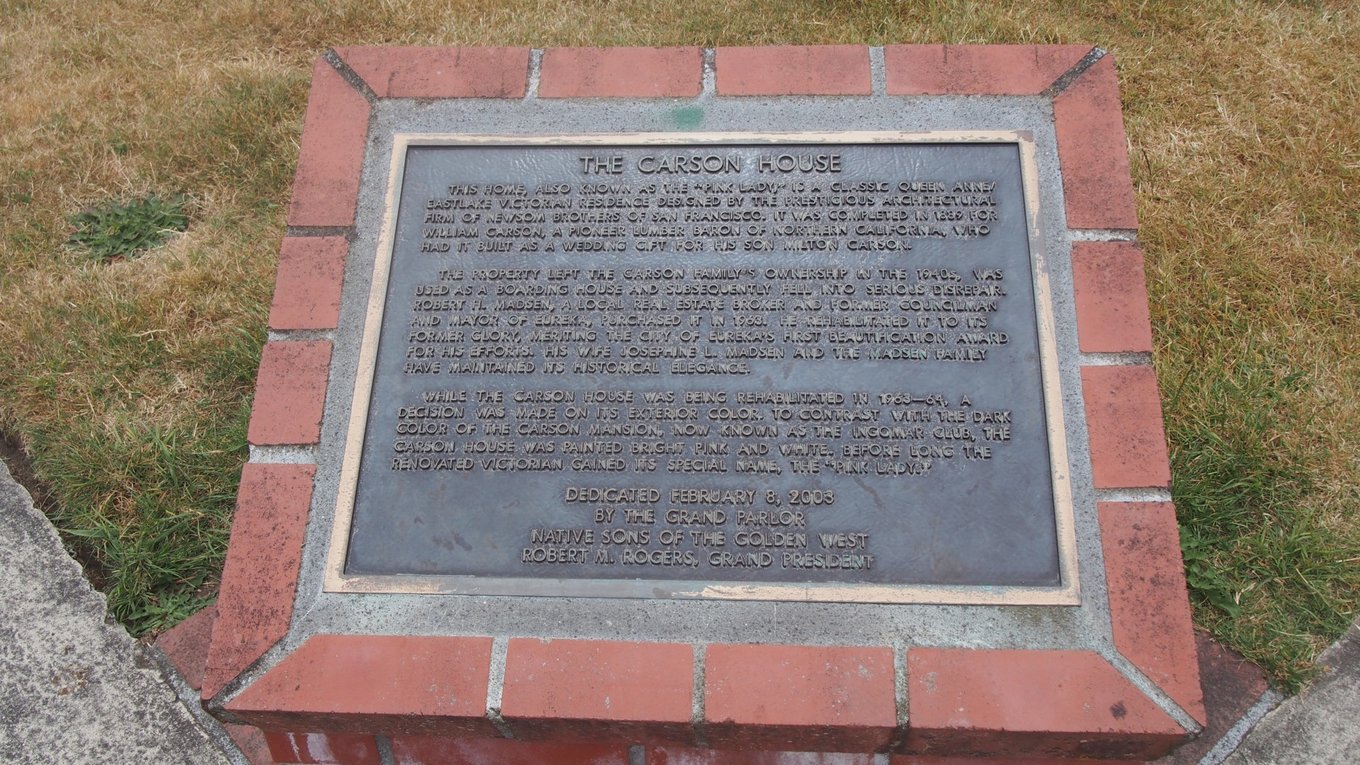 THE CARSON HOUSE
THIS HOME, ALSO KNOWN AS THE "PINK LADY," IS A CLASSIC QUEEN ANNE/
EASTLAKE VICTORIAN RESIDENCE DESIGNED BY THE PRESTIGIOUS ARCHITECTURAL
FIRM OF NEWSOM BROTHERS OF SAN FRANCISCO. IT WAS COMPLETED IN 1889 FOR
WILLIAM CARSON, A PIONEER LUMBER BARON OF NORTHERN CALIFORNIA, WHO
HAD IT BUILT AS A WEDDING GIFT FOR HIS SON MILTON CARSON.
THE PROPERTY LEFT THE CARSON FAMILY'S OWNERSHIP IN THE 1940s, WAS
USED AS A BOARDING HOUSE AND SUBSEQUENTLY FELL INTO SERIOUS DISREPAIR.
ROBERT H. MADSEN, A LOCAL REAL ESTATE BROKER AND FORMER COUNCILMAN
AND MAYOR OF EUREKA, PURCHASED IT IN 1963. HE REHABILITATED IT TO ITS
FORMER GLORY, MERITING THE CITY OF EUREKA'S FIRST BEAUTIFICATION AWARD
FOR HIS EFFORTS. HIS WIFE JOSEPHINE L. MADSEN AND THE MADSEN FAMILY
HAVE MAINTAINED ITS HISTORICAL ELEGANCE.
WHILE THE CARSON HOUSE WAS BEING REHABILITATED IN 1963–64, A
DECISION WAS MADE ON ITS EXTERIOR COLOR. TO CONTRAST WITH THE DARK
COLOR OF THE CARSON MANSION, NOW KNOWN AS THE INGOMAR CLUB, THE
CARSON HOUSE WAS PAINTED BRIGHT PINK AND WHITE. BEFORE LONG THE
RENOVATED VICTORIAN GAINED ITS SPECIAL NAME, THE "PINK LADY."
DEDICATED FEBRUARY 8, 2003
BY THE GRAND PARLOR
NATIVE SONS OF THE GOLDEN WEST
ROBERT M. ROGERS, GRAND PRESIDENT